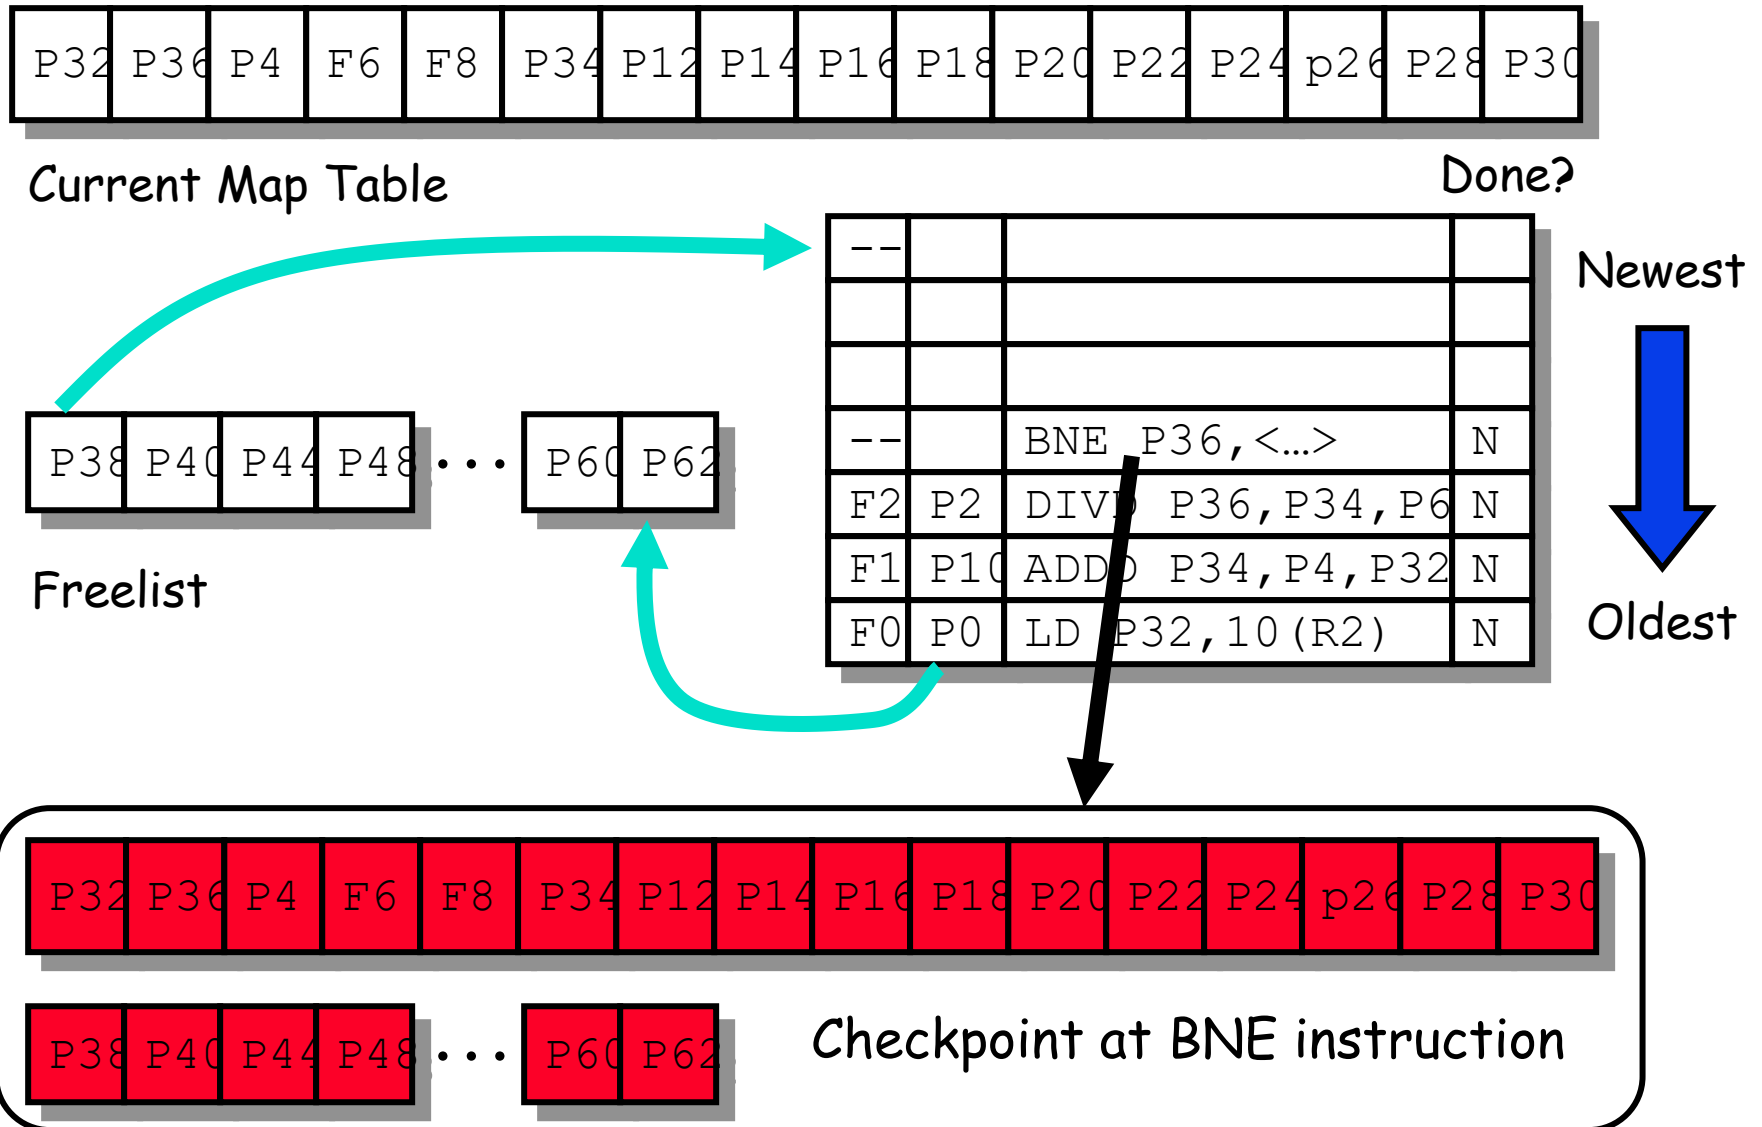 P32 P36 P4 F6 F8 P34 P12 P14 P16 P18 P20 P22 P24 p26 P28 P30
Current Map Table
Done?
--
Newest
P38 P40 P44 P48 ... P60 P62
Freelist
-- BNE P36,<…> N
F2 P2 DIVD P36,P34,P6 N
F1 P10 ADDD P34,P4,P32 N
F0 P0 LD P32,10(R2) N
Oldest
P32 P36 P4 F6 F8 P34 P12 P14 P16 P18 P20 P22 P24 p26 P28 P30
P38 P40 P44 P48 ... P60 P62
Checkpoint at BNE instruction